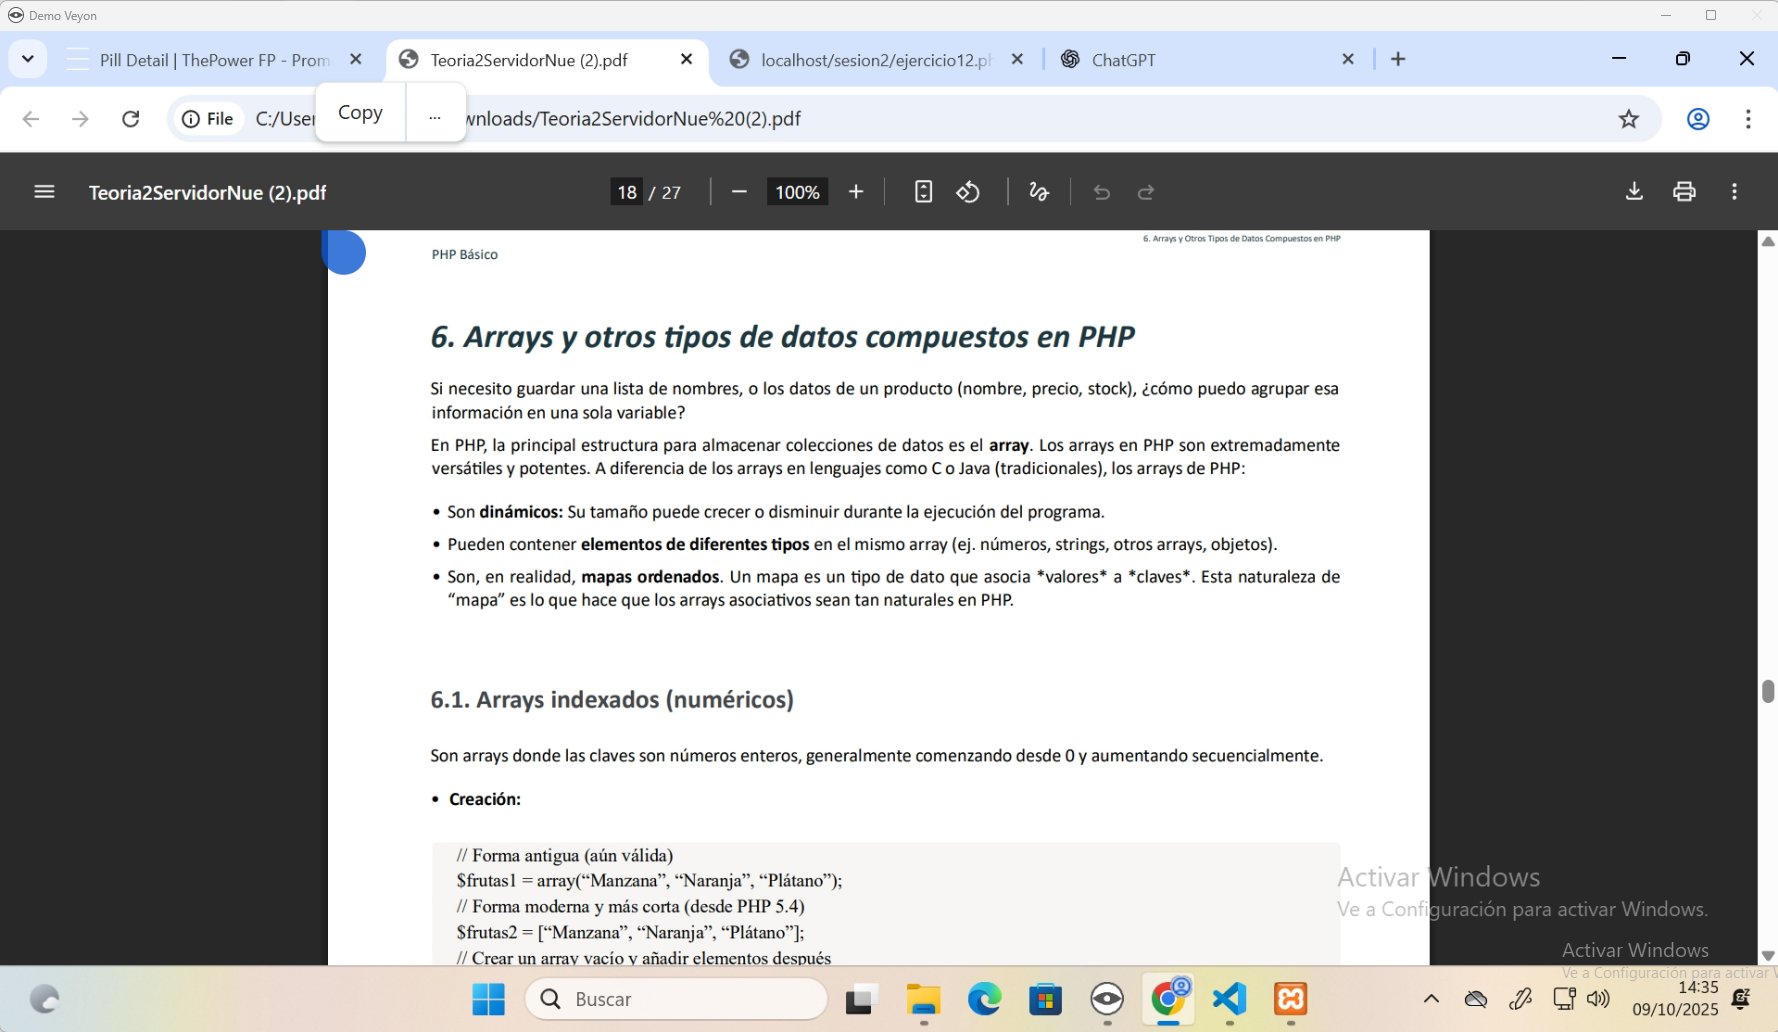 Demo Veyon
Pill Detail | ThePower FP - Prom
Teoria2ServidorNue (2).pdf
localhost/sesion2/ejercicio12.ph
ChatGPT
File
C:/User
wnloads/Teoria2ServidorNue%20(2).pdf
Copy
...
Teoria2ServidorNue (2).pdf
18 / 27
100%
6. Arrays y Otros Tipos de Datos Compuestos en PHP
PHP Básico
6. Arrays y otros tipos de datos compuestos en PHP
Si necesito guardar una lista de nombres, o los datos de un producto (nombre, precio, stock), ¿cómo puedo agrupar esa
información en una sola variable?
En PHP, la principal estructura para almacenar colecciones de datos es el array. Los arrays en PHP son extremadamente
versátiles y potentes. A diferencia de los arrays en lenguajes como C o Java (tradicionales), los arrays de PHP:
• Son dinámicos: Su tamaño puede crecer o disminuir durante la ejecución del programa.
• Pueden contener elementos de diferentes tipos en el mismo array (ej. números, strings, otros arrays, objetos).
• Son, en realidad, mapas ordenados. Un mapa es un tipo de dato que asocia *valores* a *claves*. Esta naturaleza de
“mapa” es lo que hace que los arrays asociativos sean tan naturales en PHP.
6.1. Arrays indexados (numéricos)
Son arrays donde las claves son números enteros, generalmente comenzando desde 0 y aumentando secuencialmente.
• Creación:
// Forma antigua (aún válida)
$frutas1 = array(“Manzana”, “Naranja”, “Plátano”);
// Forma moderna y más corta (desde PHP 5.4)
$frutas2 = [“Manzana”, “Naranja”, “Plátano”];
// Crear un array vacío y añadir elementos después
Activar Windows
Ve a Configuración para activar Windows.
Activar Windows
Ve a Configuración para activar
Buscar
14:35
09/10/2025